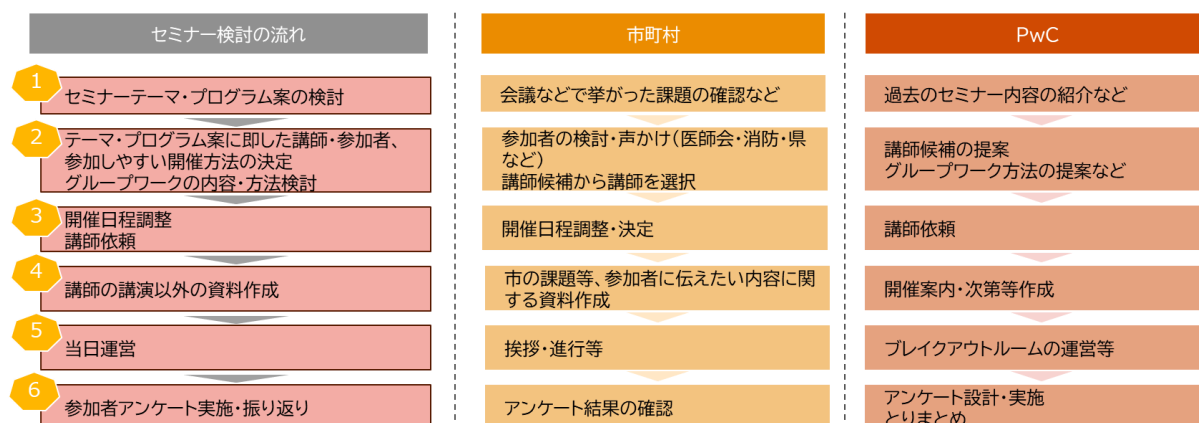 セミナー検討の流れ
市町村
PwC
1
セミナーテーマ・プログラム案の検討
会議などで挙がった課題の確認など
過去のセミナー内容の紹介など
2
テーマ・プログラム案に即した講師・参加者、
参加しやすい開催方法の決定
グループワークの内容・方法検討
参加者の検討・声かけ(医師会・消防・県
など)
講師候補から講師を選択
講師候補の提案
グループワーク方法の提案など
3
開催日程調整
講師依頼
開催日程調整・決定
講師依頼
4
講師の講演以外の資料作成
市の課題等、参加者に伝えたい内容に関
する資料作成
開催案内・次第等作成
5
当日運営
挨拶・進行等
ブレイクアウトルームの運営等
6
参加者アンケート実施・振り返り
アンケート結果の確認
アンケート設計・実施
とりまとめ